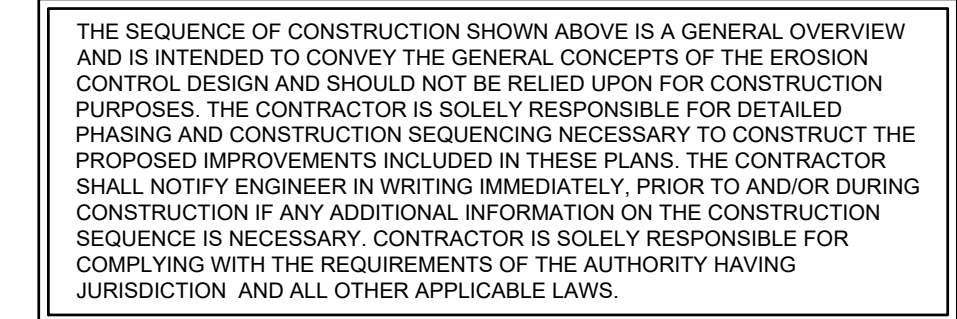 THE SEQUENCE OF CONSTRUCTION SHOWN ABOVE IS A GENERAL OVERVIEW
AND IS INTENDED TO CONVEY THE GENERAL CONCEPTS OF THE EROSION
CONTROL DESIGN AND SHOULD NOT BE RELIED UPON FOR CONSTRUCTION
PURPOSES. THE CONTRACTOR IS SOLELY RESPONSIBLE FOR DETAILED
PHASING AND CONSTRUCTION SEQUENCING NECESSARY TO CONSTRUCT THE
PROPOSED IMPROVEMENTS INCLUDED IN THESE PLANS. THE CONTRACTOR
SHALL NOTIFY ENGINEER IN WRITING IMMEDIATELY, PRIOR TO AND/OR DURING
CONSTRUCTION IF ANY ADDITIONAL INFORMATION ON THE CONSTRUCTION
SEQUENCE IS NECESSARY. CONTRACTOR IS SOLELY RESPONSIBLE FOR
COMPLYING WITH THE REQUIREMENTS OF THE AUTHORITY HAVING
JURISDICTION  AND ALL OTHER APPLICABLE LAWS.